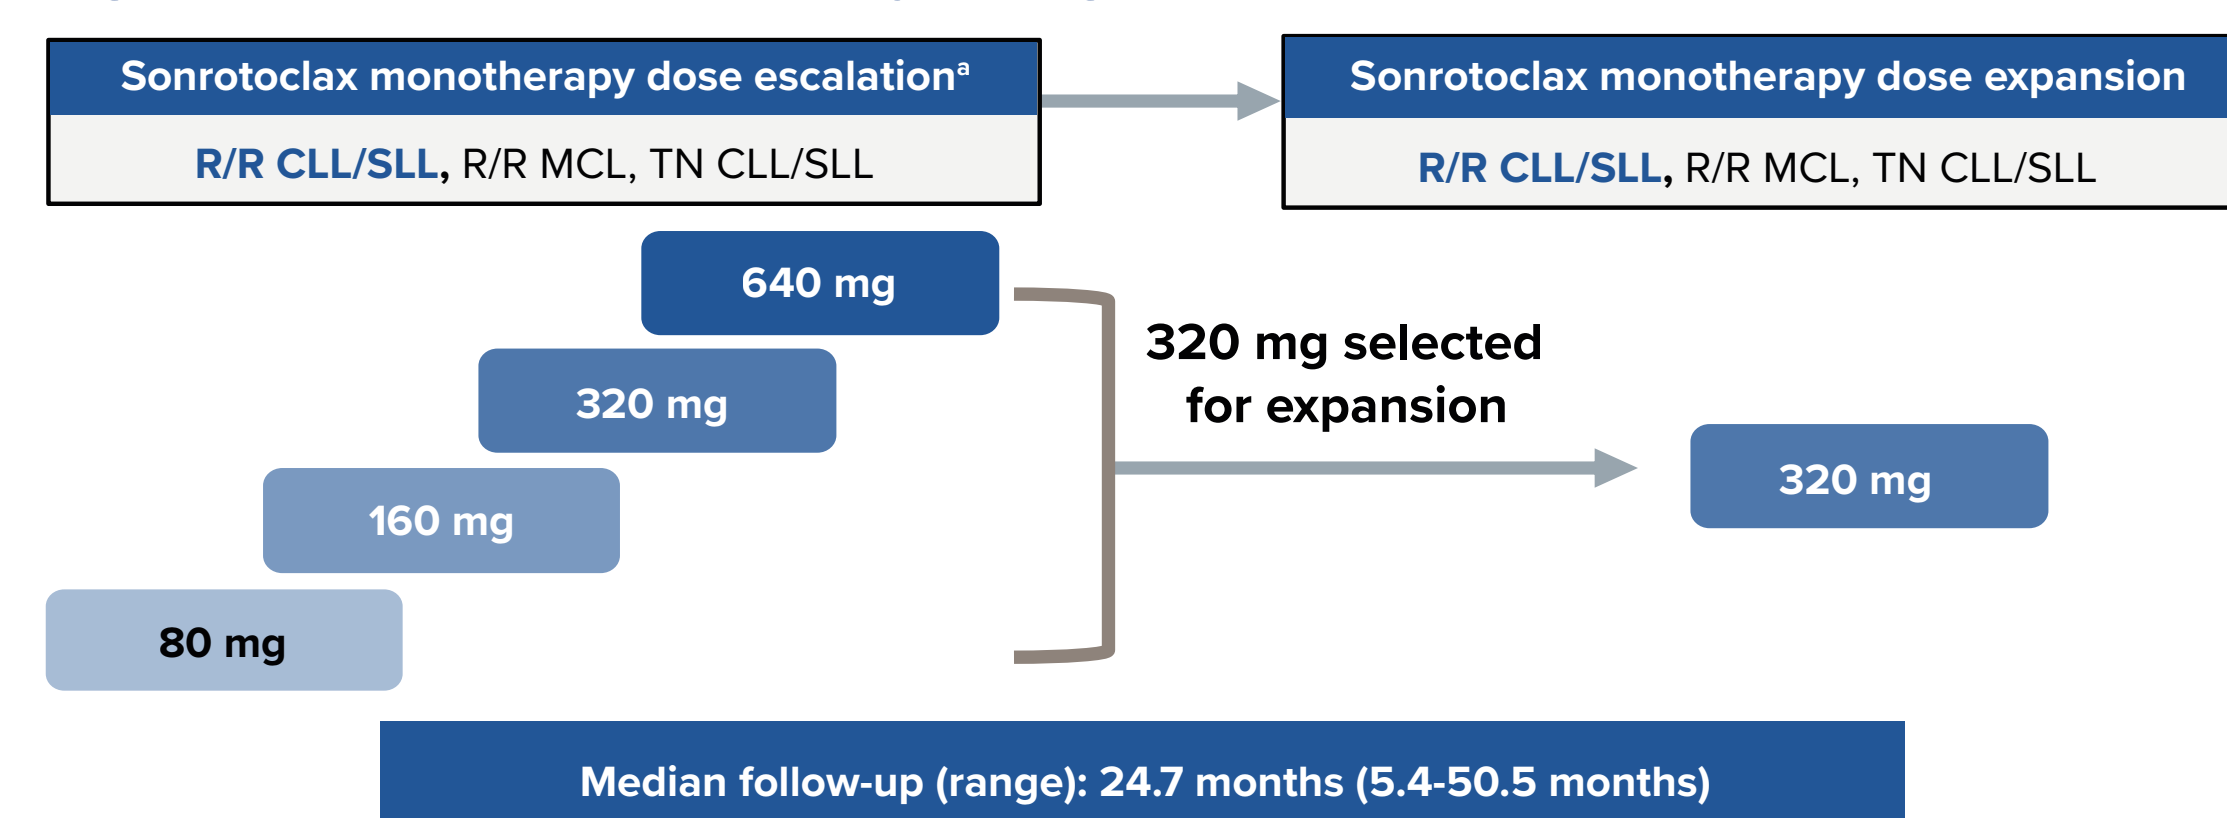 Sonrotoclax monotherapy dose escalationᵃ
R/R CLL/SLL, R/R MCL, TN CLL/SLL
Sonrotoclax monotherapy dose expansion
R/R CLL/SLL, R/R MCL, TN CLL/SLL
640 mg
320 mg
160 mg
80 mg
320 mg selected
for expansion
320 mg
Median follow-up (range): 24.7 months (5.4-50.5 months)